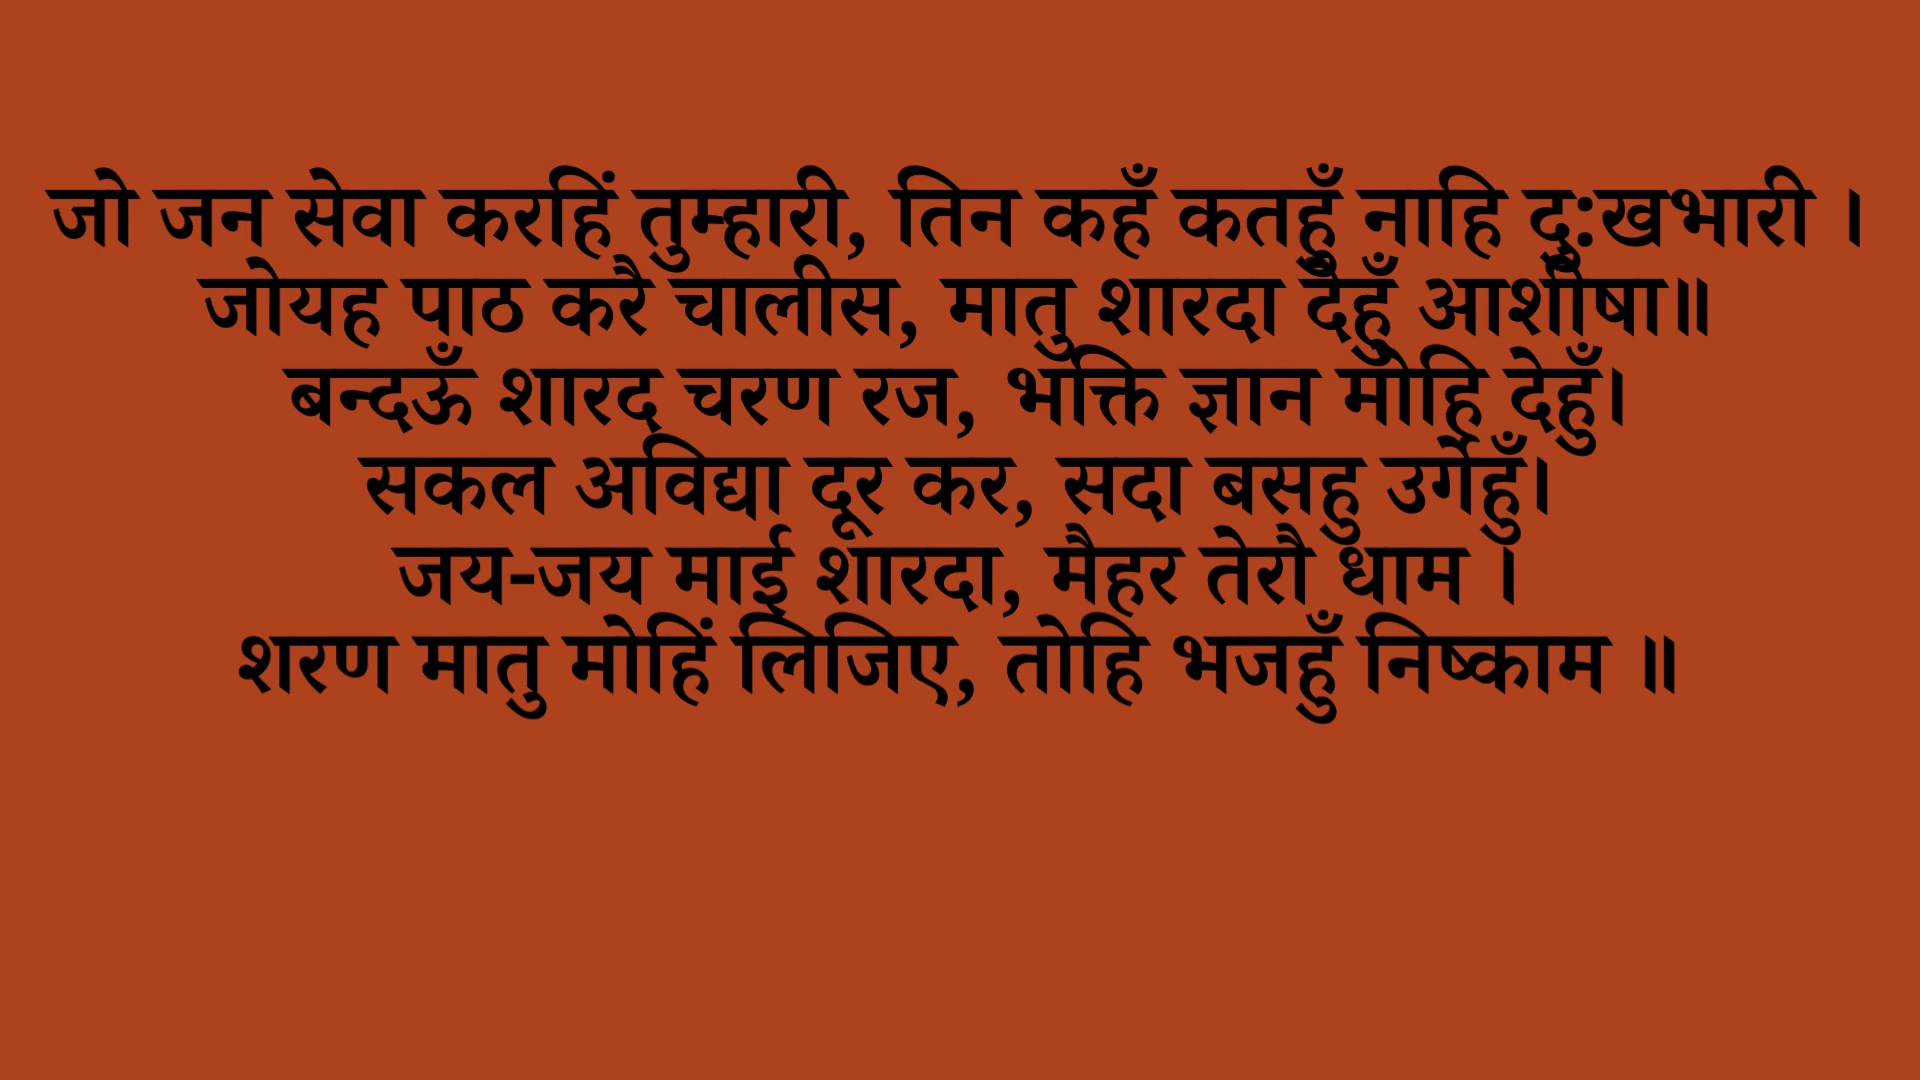 जो जन सेवा करहिं तुम्हारी, तिन कहँ कतहुँ नाहि दु:खभारी ।
जोयह पाठ करै चालीस, मातु शारदा देहुँ आशीषा॥
बन्दऊँ शारद चरण रज, भक्ति ज्ञान मोहि देहुँ।
सकल अविद्या दूर कर, सदा बसहु उर्गेहुँ।
जय-जय माई शारदा, मैहर तेरौ धाम ।
शरण मातु मोहिं लिजिए, तोहि भजहुँ निष्काम ॥